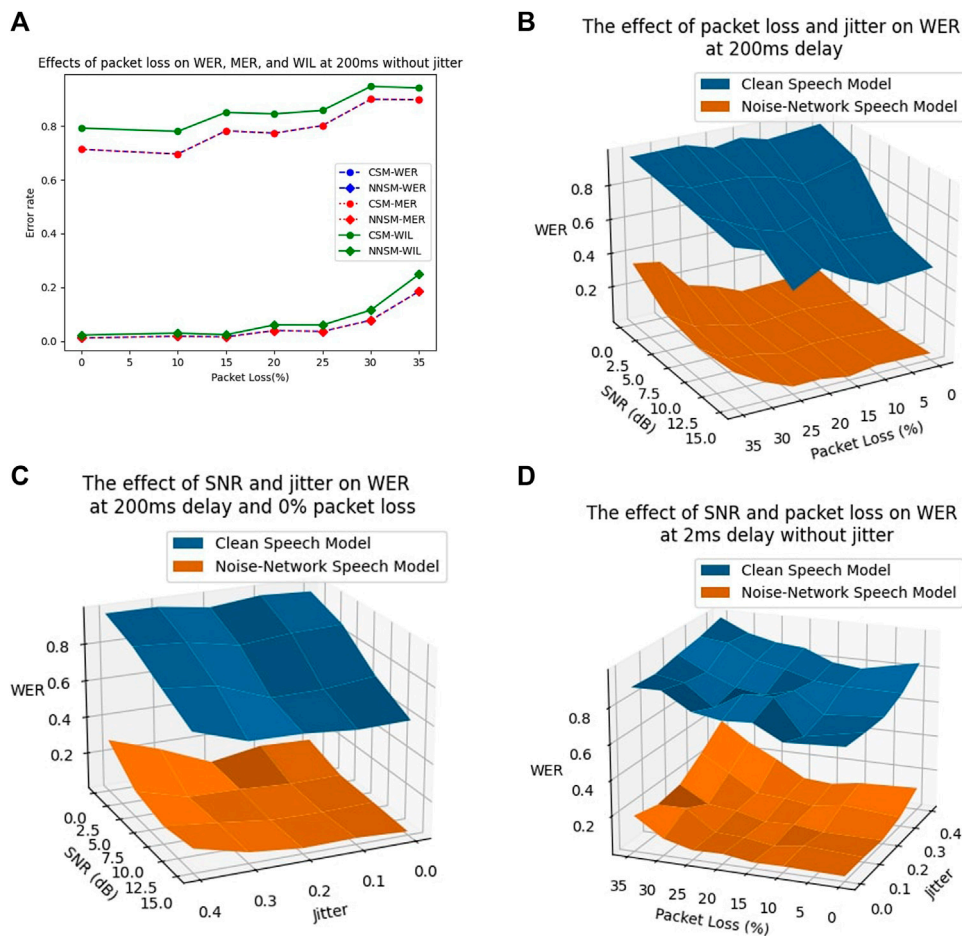 A
Effects of packet loss on WER, MER, and WIL at 200ms without jitter
Error rate
0.8
0.6
0.4
0.2
0.0
CSM-WER
NNSM-WER
CSM-MER
NNSM-MER
CSM-WIL
NNSM-WIL
0 5 10 15 20 25 30 35
Packet Loss(%)
B
The effect of packet loss and jitter on WER
at 200ms delay
Clean Speech Model
Noise-Network Speech Model
WER
0.8
0.6
0.4
0.2
0.0
2.5
5.0
7.5
10.0
12.5
15.0
SNR (dB)
35 30 25 20 15 10 5 0
Packet Loss (%)
C
The effect of SNR and jitter on WER
at 200ms delay and 0% packet loss
Clean Speech Model
Noise-Network Speech Model
WER
0.8
0.6
0.4
0.2
0.0
2.5
5.0
7.5
10.0
12.5
15.0
SNR (dB)
0.4 0.3 0.2 0.1 0.0
Jitter
D
The effect of SNR and packet loss on WER
at 2ms delay without jitter
Clean Speech Model
Noise-Network Speech Model
WER
0.8
0.6
0.4
0.2
35 30 25 20 15 10 5 0
Packet Loss (%)
0.4
0.3
0.2
0.1
0.0
Jitter